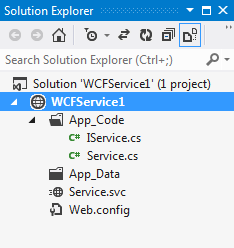 Solution Explorer
Search Solution Explorer (Ctrl+;)
Solution 'WCFService1' (1 project)
WCFService1
App_Code
C# IService.cs
C# Service.cs
App_Data
Service.svc
Web.config